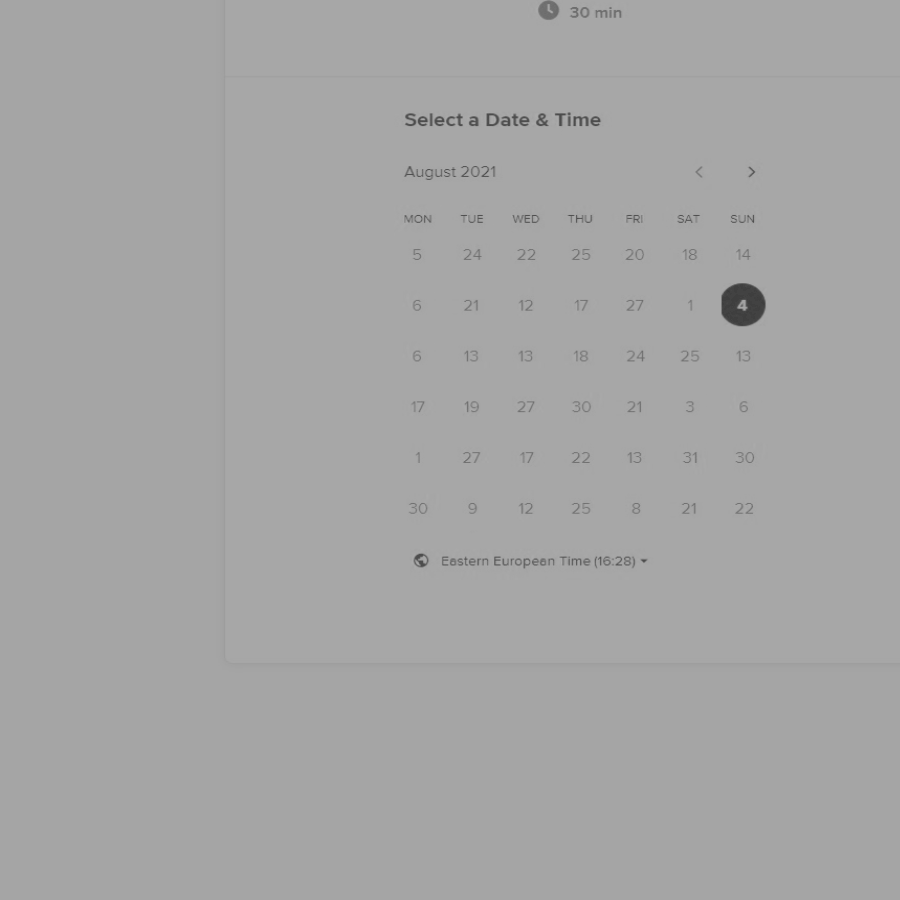 30 min
Select a Date & Time
August 2021
MON TUE WED THU FRI SAT SUN
5 24 22 25 20 18 14
6 21 12 17 27 1 4
6 13 13 18 24 25 13
17 19 27 30 21 3 6
1 27 17 22 13 31 30
30 9 12 25 8 21 22
Eastern European Time (16:28)